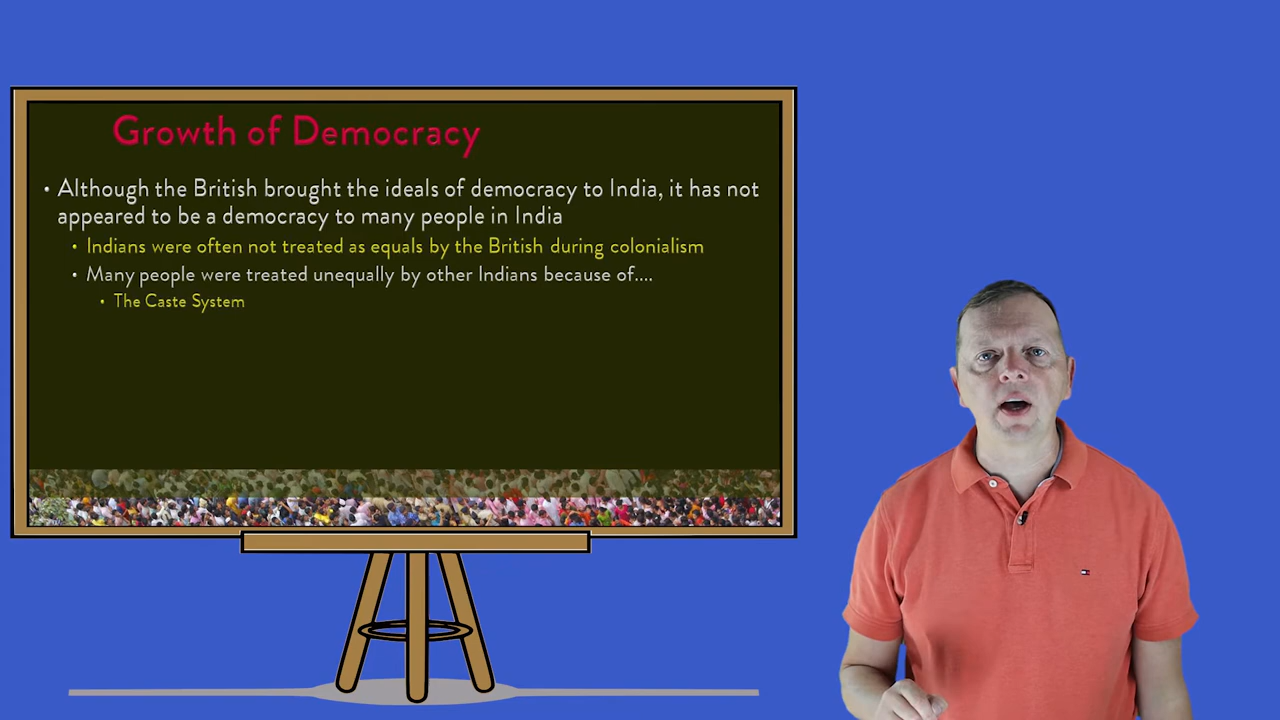 Growth of Democracy
• Although the British brought the ideals of democracy to India, it has not
appeared to be a democracy to many people in India
• Indians were often not treated as equals by the British during colonialism
• Many people were treated unequally by other Indians because of....
• The Caste System